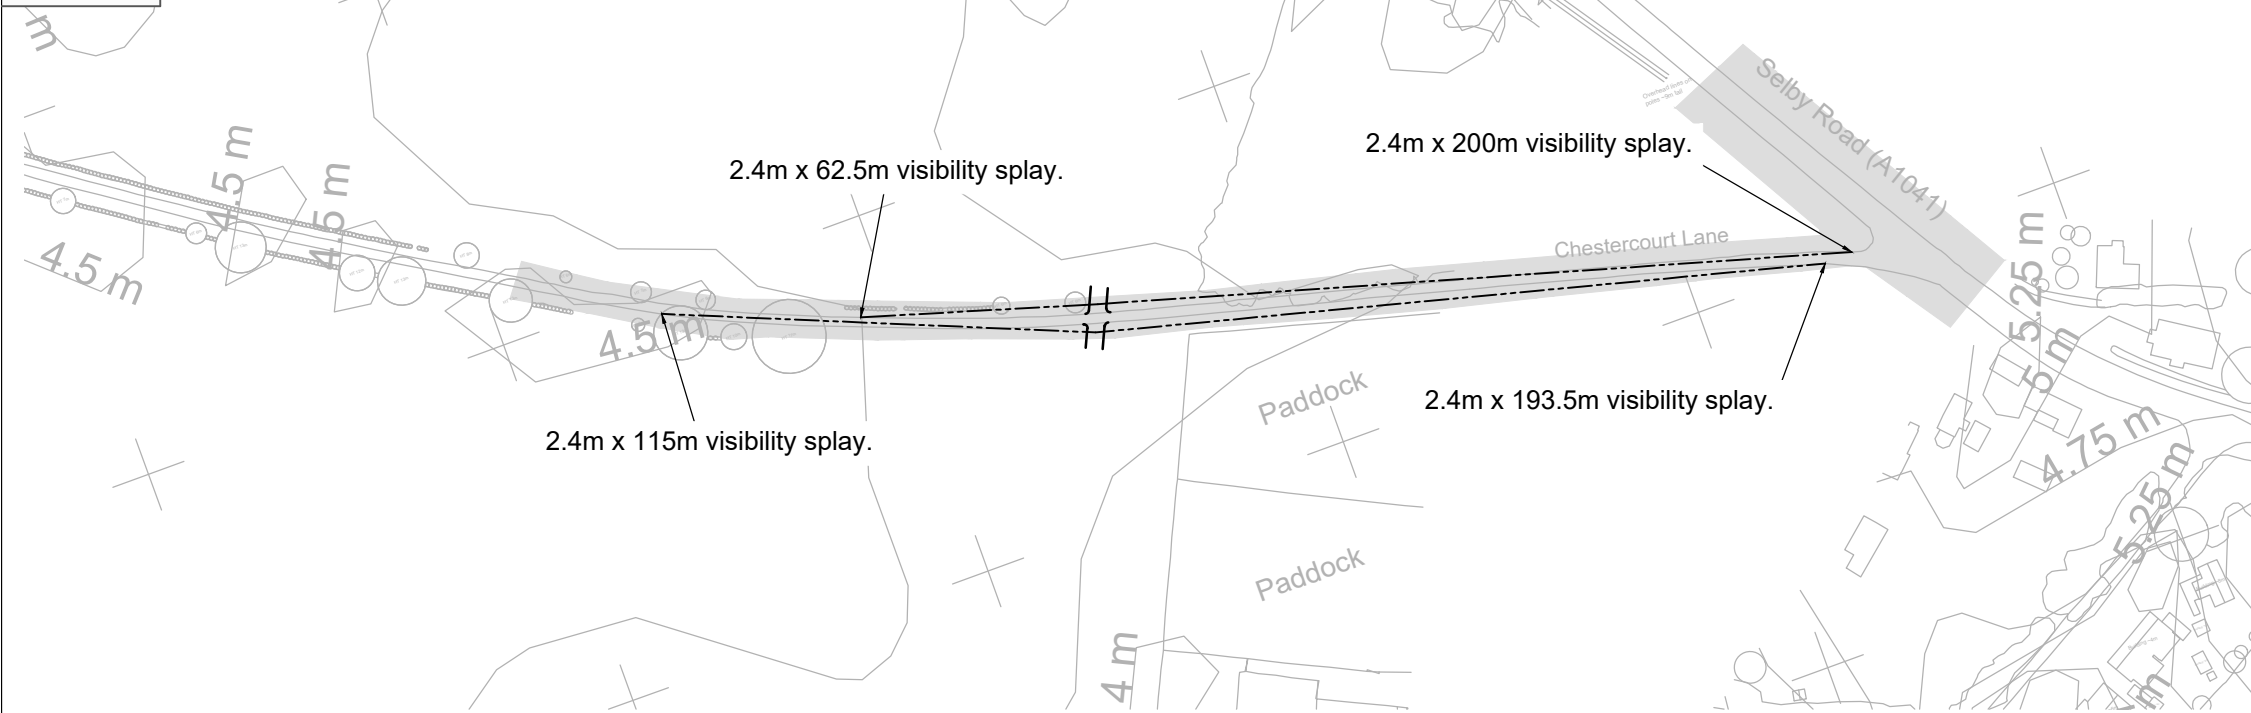 m
4.5 m
4.5 m
4.5 m
4.5 m
2.4m x 62.5m visibility splay.
2.4m x 200m visibility splay.
Selby Road (A1041)
Chestercourt Lane
2.4m x 115m visibility splay.
2.4m x 193.5m visibility splay.
Paddock
Paddock
4 m
5.25 m
5 m
4.75 m
5.25 m
m